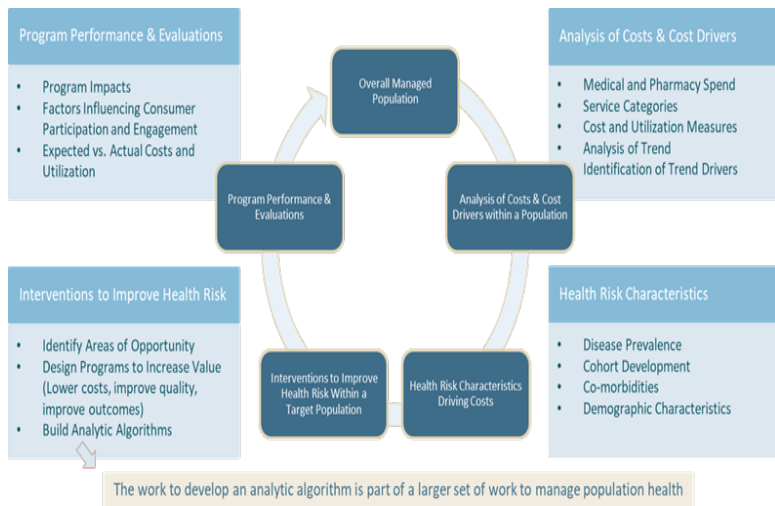 Program Performance & Evaluations
• Program Impacts
• Factors Influencing Consumer
Participation and Engagement
• Expected vs. Actual Costs and
Utilization
Overall Managed
Population
Analysis of Costs & Cost Drivers
• Medical and Pharmacy Spend
• Service Categories
• Cost and Utilization Measures
• Analysis of Trend
Identification of Trend Drivers
Program Performance &
Evaluations
Analysis of Costs & Cost
Drivers within a Population
Interventions to Improve Health Risk
• Identify Areas of Opportunity
• Design Programs to Increase Value
(Lower costs, improve quality,
improve outcomes)
• Build Analytic Algorithms
Interventions to Improve
Health Risk Within a
Target Population
Health Risk Characteristics
Driving Costs
Health Risk Characteristics
• Disease Prevalence
• Cohort Development
• Co-morbidities
• Demographic Characteristics
The work to develop an analytic algorithm is part of a larger set of work to manage population health